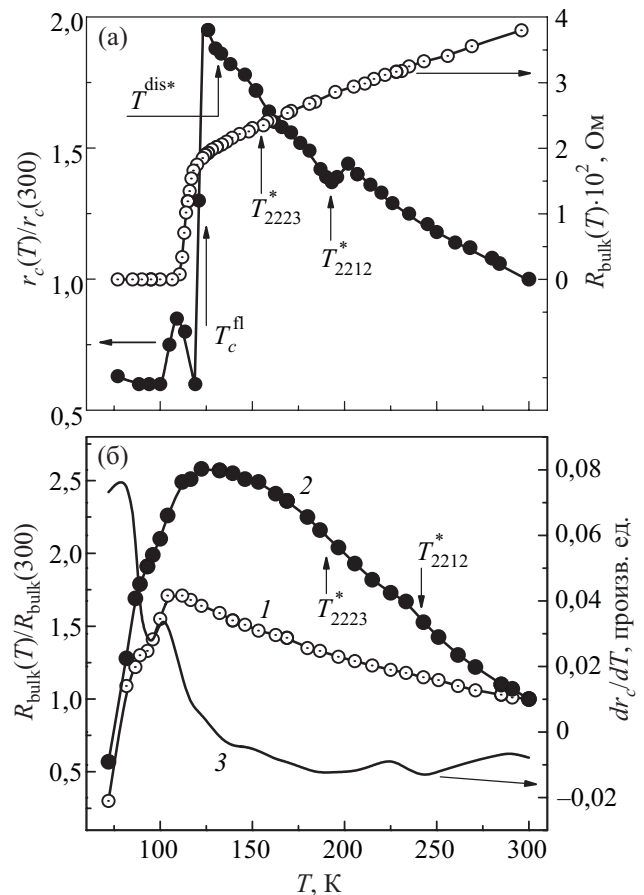 (а)
2,0
1,5
1,0
0,5
r_c(T)/r_c(300)
T^dis*
T^*_2223
T^*_2212
T_c^fl
4
3
2
1
0
R_bulk(T)·10^2, Ом
(б)
2,5
2,0
1,5
1,0
0,5
R_bulk(T)/R_bulk(300)
2
1
3
T^*_2223
T^*_2212
0,08
0,06
0,04
0,02
0
–0,02
dr_c/dT, произв. ед.
100 150 200 250 300
T, К